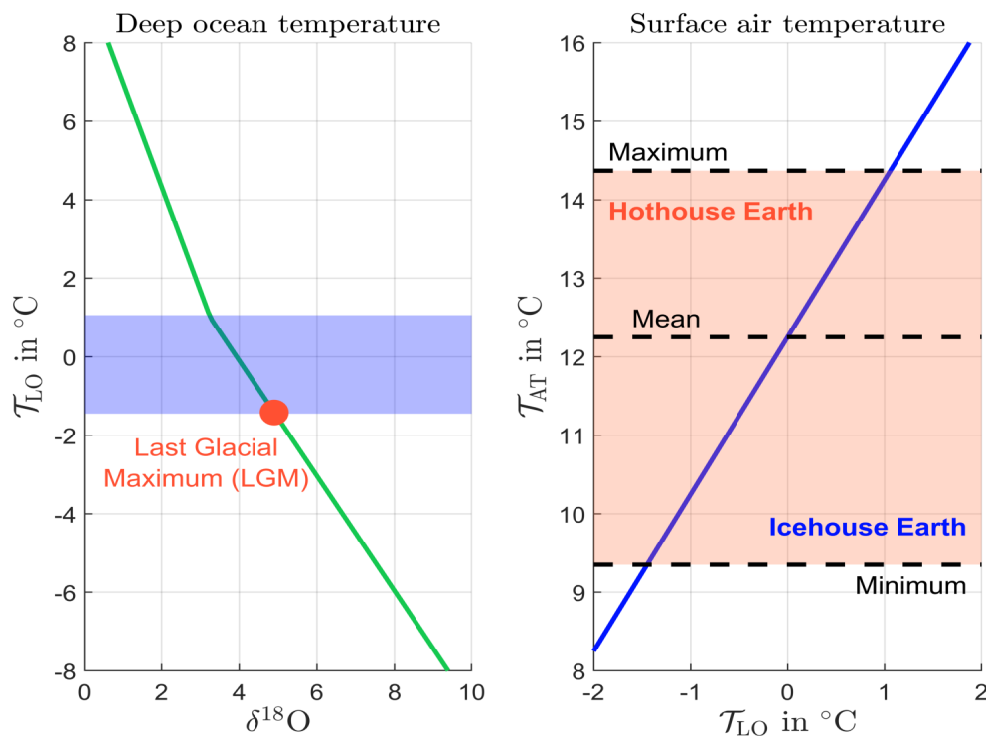 Deep ocean temperature
8
6
4
2
0
-2
-4
-6
-8
𝒯LO in °C
Last Glacial
Maximum (LGM)
0
2
4
6
8
10
δ¹⁸O
Surface air temperature
16
15
14
13
12
11
10
9
8
𝒯AT in °C
Maximum
Hothouse Earth
Mean
Icehouse Earth
Minimum
-2
-1
0
1
2
𝒯LO in °C